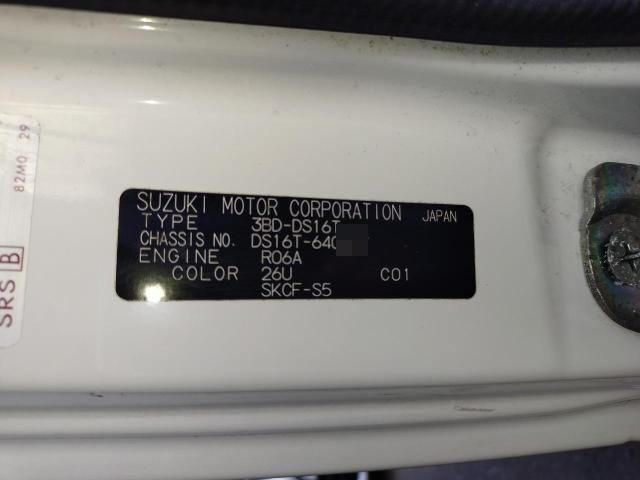 SUZUKI MOTOR CORPORATION JAPAN
TYPE 3BD-DS16T
CHASSIS NO. DS16T-640
ENGINE R06A
COLOR 26U C01
SKCF-S5
82M0 29
SRS B